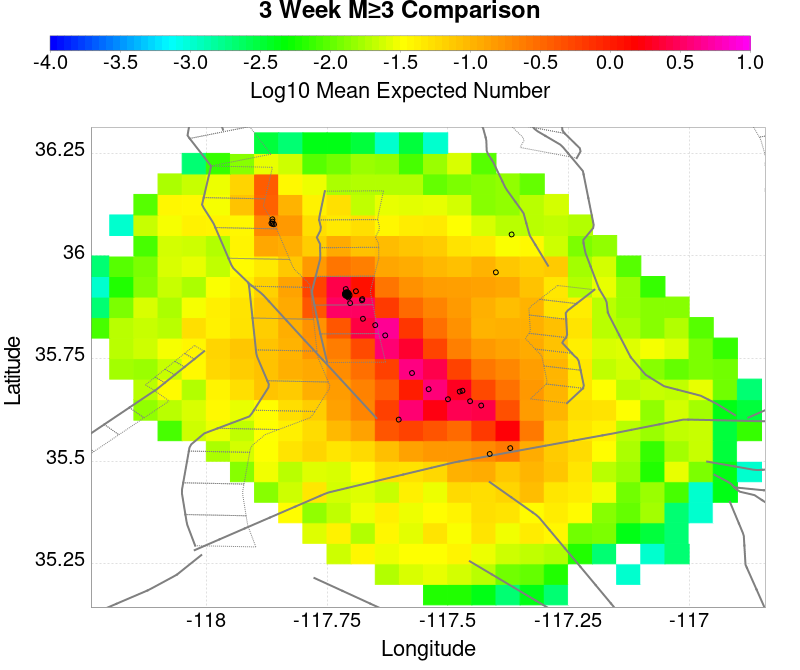 3 Week M≥3 Comparison
-4.0 -3.5 -3.0 -2.5 -2.0 -1.5 -1.0 -0.5 0.0 0.5 1.0
Log10 Mean Expected Number
36.25
36
35.75
35.5
35.25
Latitude
-118 -117.75 -117.5 -117.25 -117
Longitude